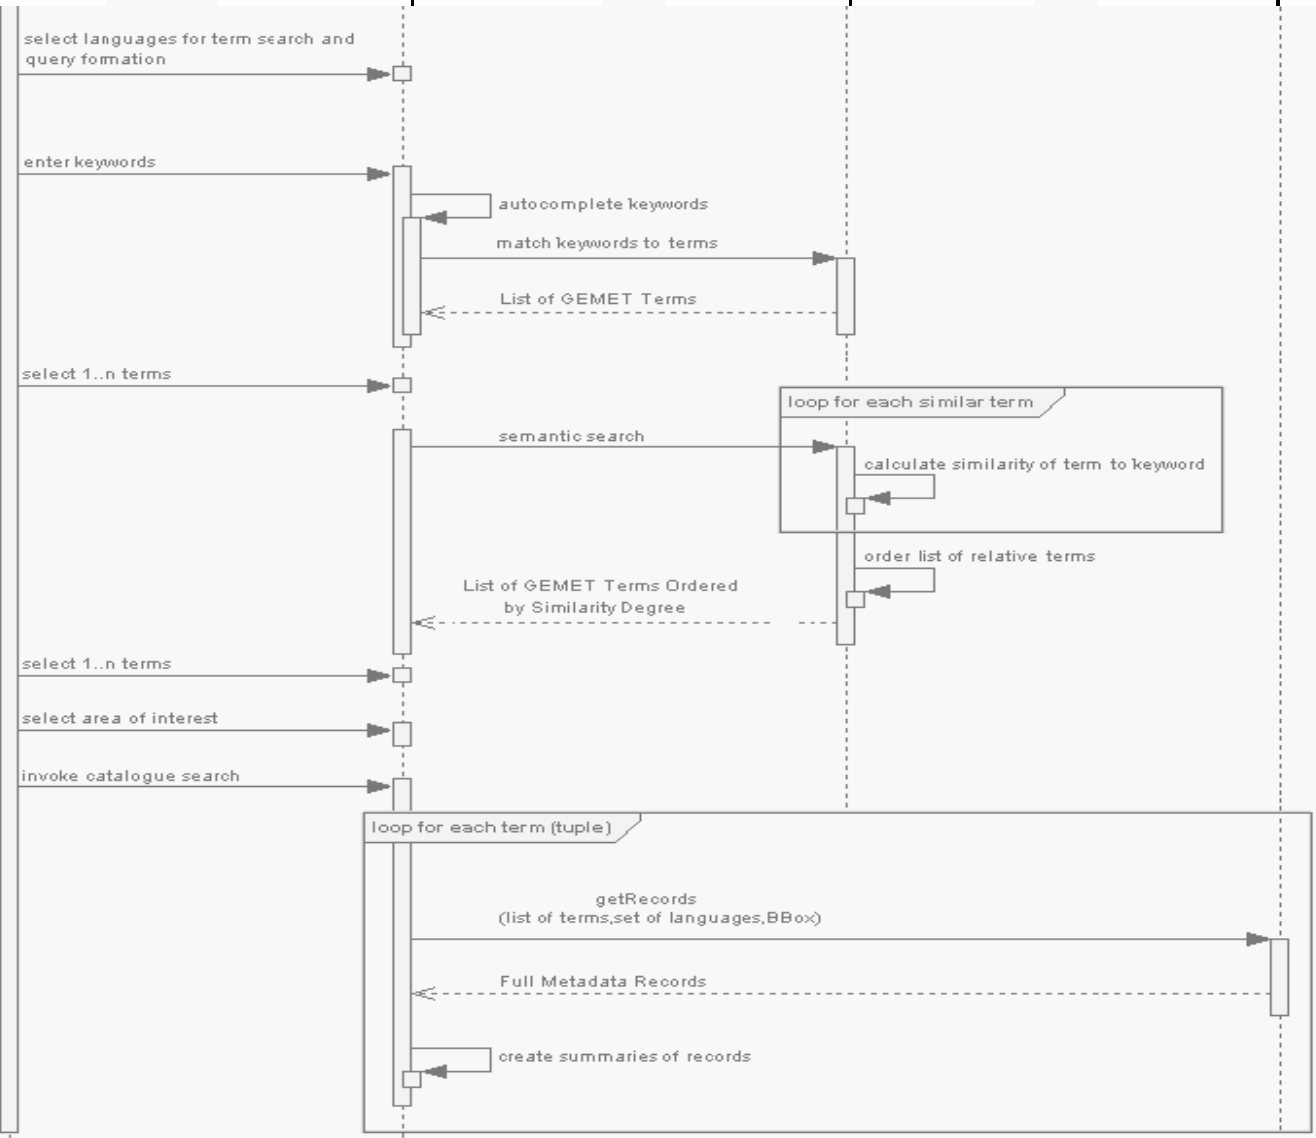 select languages for term search and
query formation
enter keywords
autocomplete keywords
match keywords to terms
List of GEMET Terms
select 1..n terms
loop for each similar term
semantic search
calculate similarity of term to keyword
order list of relative terms
List of GEMET Terms Ordered
by Similarity Degree
select 1..n terms
select area of interest
invoke catalogue search
loop for each term (tuple)
getRecords
(list of terms,set of languages,BBox)
Full Metadata Records
create summaries of records